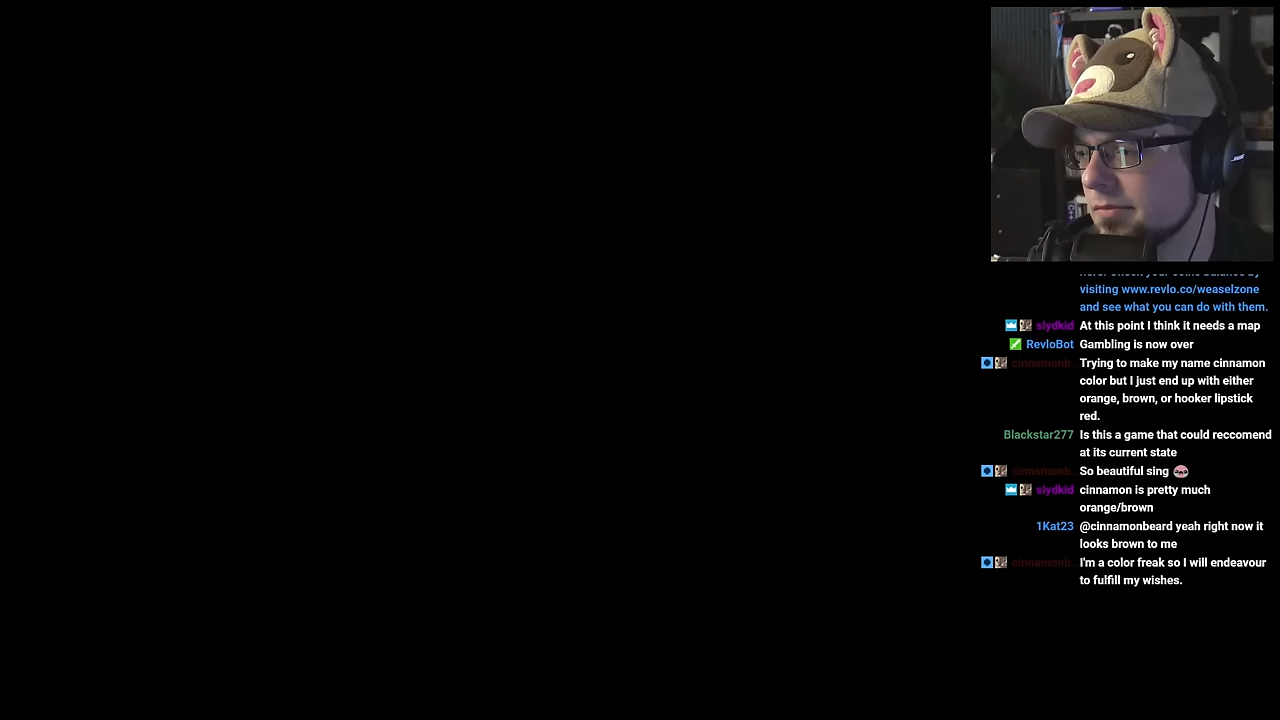 visiting www.revlo.co/weaselzone
and see what you can do with them.
slydkid At this point I think it needs a map
RevloBot Gambling is now over
cinnamonb... Trying to make my name cinnamon
color but I just end up with either
orange, brown, or hooker lipstick
red.
Blackstar277 Is this a game that could reccomend
at its current state
cinnamonb... So beautiful sing
slydkid cinnamon is pretty much
orange/brown
1Kat23 @cinnamonbeard yeah right now it
looks brown to me
cinnamonb... I'm a color freak so I will endeavour
to fulfill my wishes.